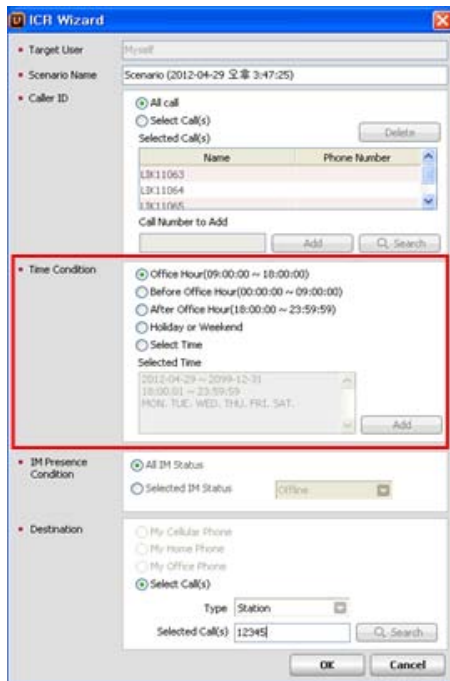 ICR Wizard
Target User Myself
Scenario Name Scenario (2012-04-29 오후 3:47:25)
Caller ID
All call
Select Call(s)
Selected Call(s) Delete
Name Phone Number
LIK11063
LIK11064
LIK11065
Call Number to Add
Add Search
Time Condition
Office Hour(09:00:00 ~ 18:00:00)
Before Office Hour(00:00:00 ~ 09:00:00)
After Office Hour(18:00:00 ~ 23:59:59)
Holiday or Weekend
Select Time
Selected Time
2012-04-29 ~ 2099-12-31
18:00:01 ~ 23:59:59
MON. TUE. WED. THU. FRI. SAT.
Add
IM Presence
Condition
All IM Status
Selected IM Status Offline
Destination
My Cellular Phone
My Home Phone
My Office Phone
Select Call(s)
Type Station
Selected Call(s) 12345 Search
OK Cancel